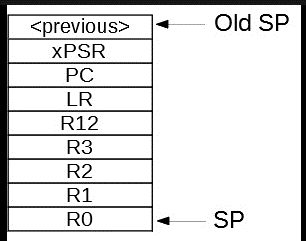 <previous> Old SP
xPSR
PC
LR
R12
R3
R2
R1
R0 SP